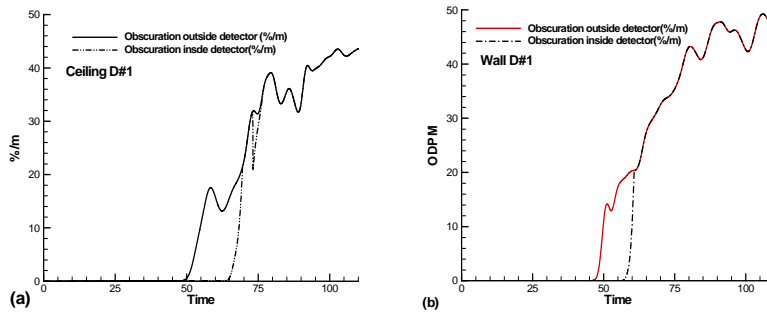 50
Obscuration outside detector (%/m)
Obscuration inside detector(%/m)
40
Ceiling D#1
30
%/m
20
10
0
0 25 50 75 100
Time
(a)
50
Obscuration outside detector(%/m)
Obscuration inside detector(%/m)
40
Wall D#1
30
ODPM
20
10
0
0 25 50 75 100
Time
(b)